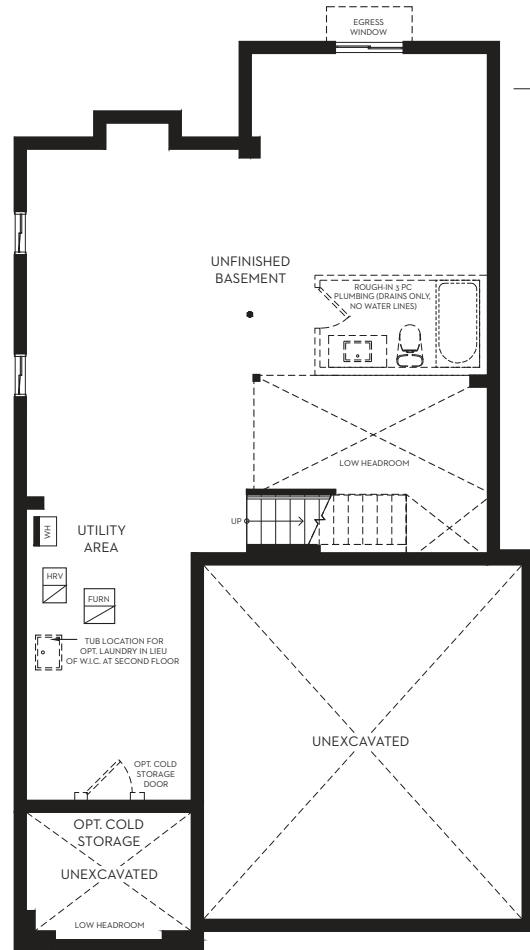 EGRESS
WINDOW
UNFINISHED
BASEMENT
ROUGH-IN 3 PC
PLUMBING (DRAINS ONLY,
NO WATER LINES)
LOW HEADROOM
UP
WH
UTILITY
AREA
HRV
FURN
TUB LOCATION FOR
OPT. LAUNDRY IN LIEU
OF W.I.C. AT SECOND FLOOR
UNEXCAVATED
OPT. COLD
STORAGE
DOOR
OPT. COLD
STORAGE
UNEXCAVATED
LOW HEADROOM